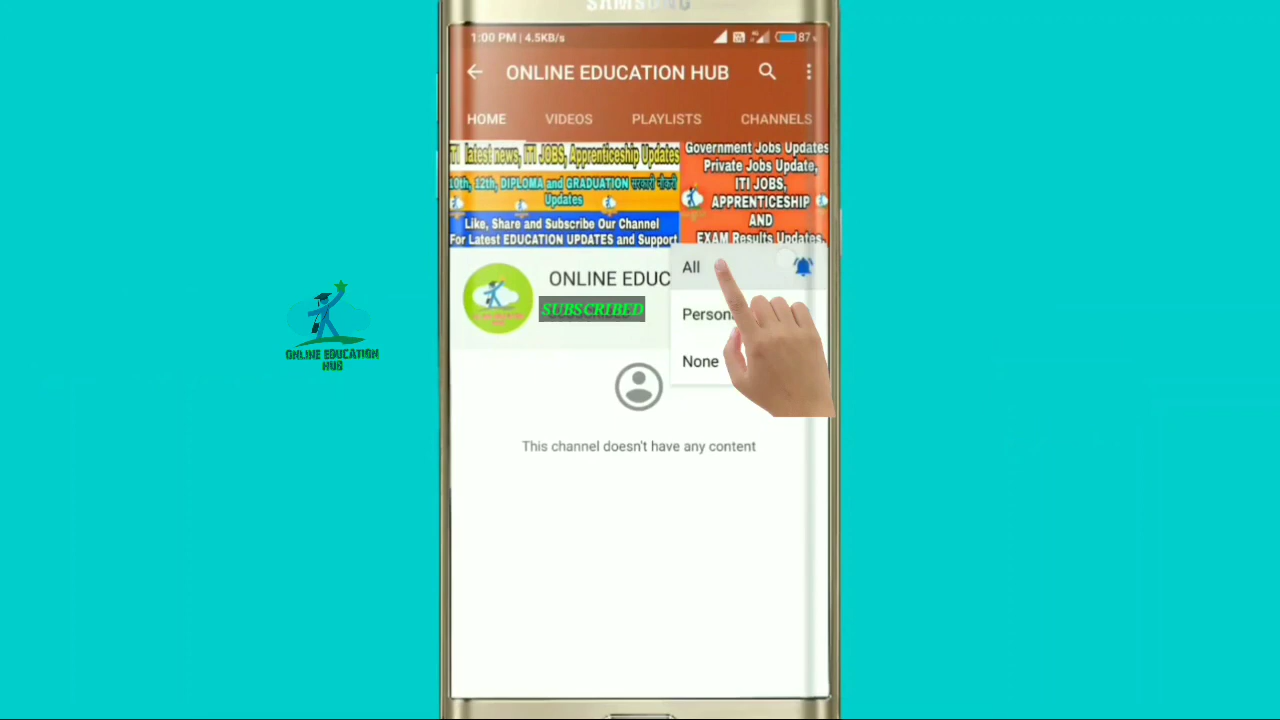 SAMSUNG
1:00 PM | 4.5KB/s
87
ONLINE EDUCATION HUB
HOME VIDEOS PLAYLISTS CHANNELS
ITI latest news, ITI JOBS, Apprenticeship Updates
10th, 12th, DIPLOMA and GRADUATION सरकारी नौकरी
Updates
Like, Share and Subscribe Our Channel
For Latest EDUCATION UPDATES and Support
Government Jobs Updates
Private Jobs Update,
ITI JOBS,
APPRENTICESHIP
AND
EXAM Results Updates.
All
ONLINE EDUC
SUBSCRIBED
Person
None
This channel doesn't have any content
ONLINE EDUCATION
HUB